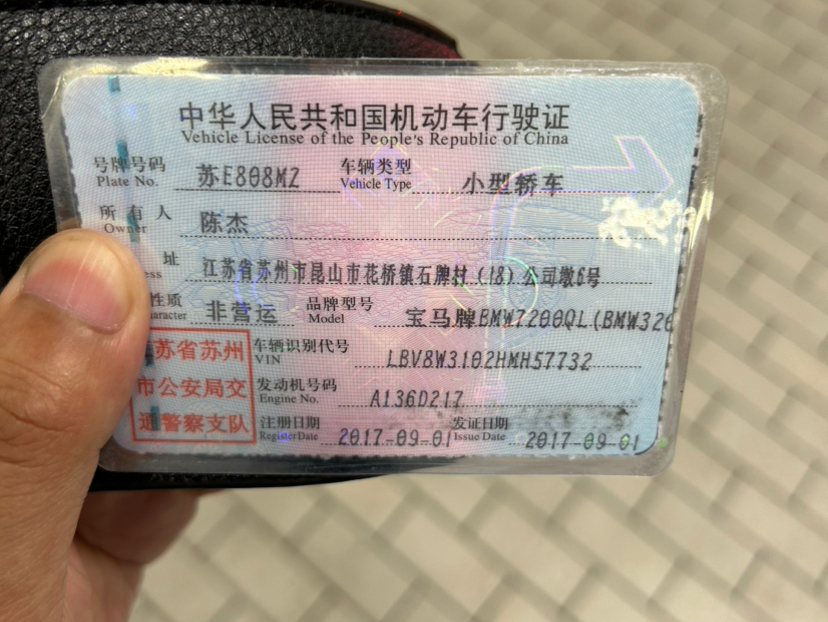 中华人民共和国机动车行驶证
Vehicle License of the People's Republic of China
号牌号码 苏E808MZ 车辆类型 小型轿车
Plate No. Vehicle Type
所有人 陈杰
Owner
址 江苏省苏州市昆山市花桥镇石牌村(18)公司墩6号
ess
性质 非营运 品牌型号 宝马牌BMW7200QL(BMW320
aracter Model
苏省苏州 车辆识别代号 LBV8W3102HMH57732
VIN
市公安局交 发动机号码 A136D217
Engine No.
通警察支队 注册日期 2017-09-01 发证日期 2017-09-01
Register Date Issue Date